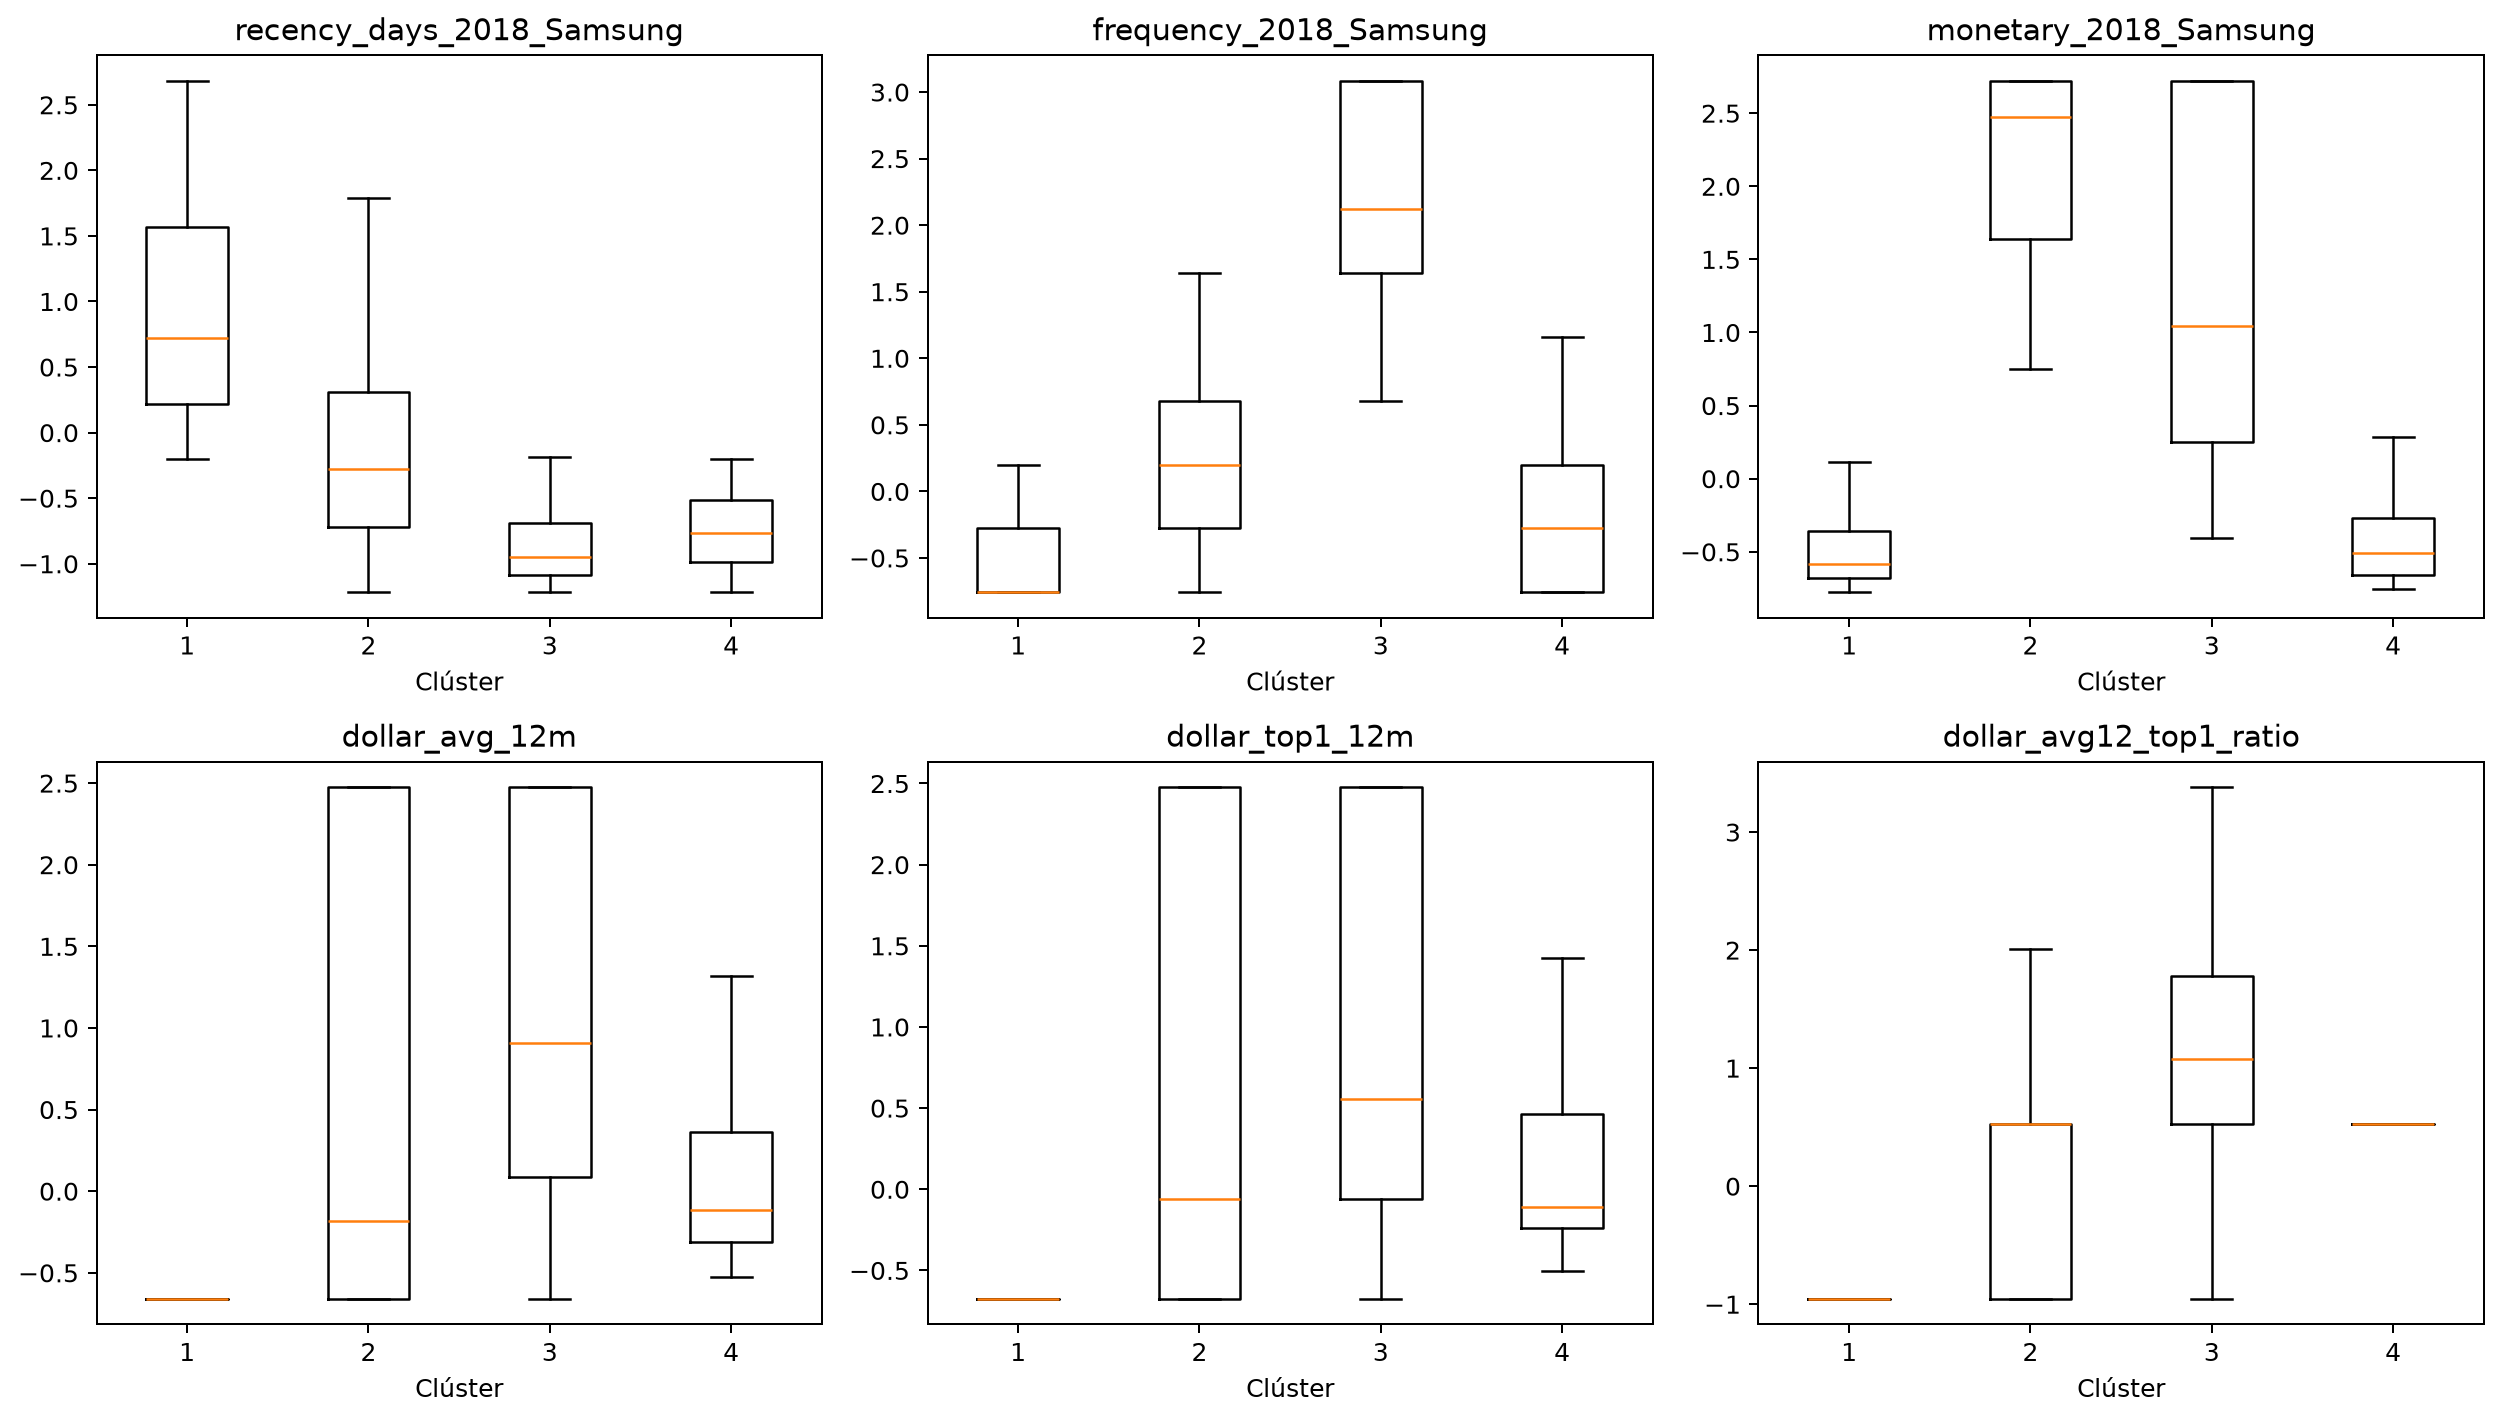 recency_days_2018_Samsung
2.5
2.0
1.5
1.0
0.5
0.0
−0.5
−1.0
1 2 3 4
Clúster
frequency_2018_Samsung
3.0
2.5
2.0
1.5
1.0
0.5
0.0
−0.5
1 2 3 4
Clúster
monetary_2018_Samsung
2.5
2.0
1.5
1.0
0.5
0.0
−0.5
1 2 3 4
Clúster
dollar_avg_12m
2.5
2.0
1.5
1.0
0.5
0.0
−0.5
1 2 3 4
Clúster
dollar_top1_12m
2.5
2.0
1.5
1.0
0.5
0.0
−0.5
1 2 3 4
Clúster
dollar_avg12_top1_ratio
3
2
1
0
−1
1 2 3 4
Clúster